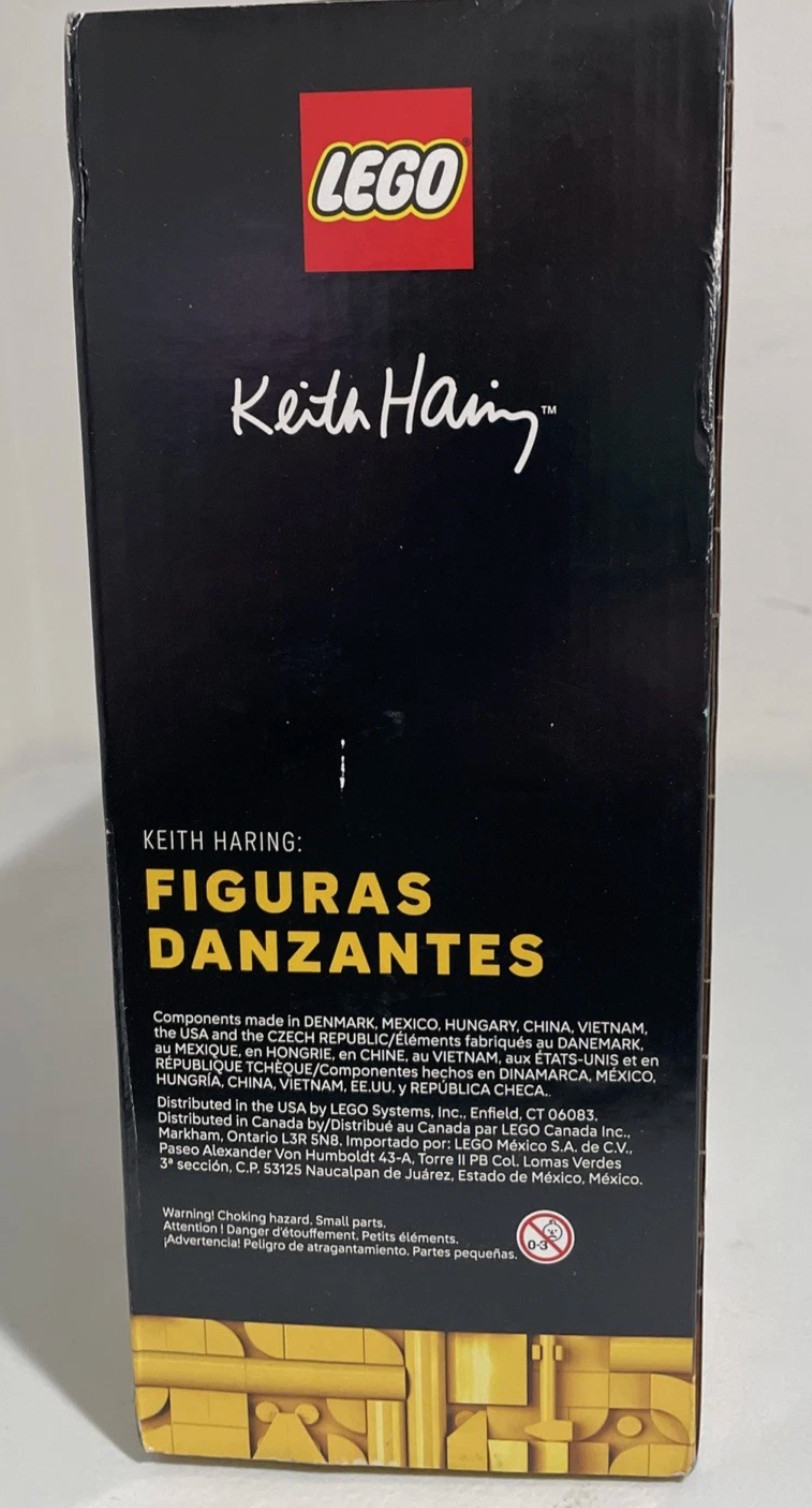 LEGO®
Keith Haring™
KEITH HARING:
FIGURAS
DANZANTES
Components made in DENMARK, MEXICO, HUNGARY, CHINA, VIETNAM,
the USA and the CZECH REPUBLIC/Éléments fabriqués au DANEMARK,
au MEXIQUE, en HONGRIE, en CHINE, au VIETNAM, aux ÉTATS-UNIS et en
RÉPUBLIQUE TCHÈQUE/Componentes hechos en DINAMARCA, MÉXICO,
HUNGRÍA, CHINA, VIETNAM, EE.UU. y REPÚBLICA CHECA..
Distributed in the USA by LEGO Systems, Inc., Enfield, CT 06083.
Distributed in Canada by/Distribué au Canada par LEGO Canada Inc.,
Markham, Ontario L3R 5N8. Importado por: LEGO México S.A. de C.V.,
Paseo Alexander Von Humboldt 43-A, Torre II PB Col. Lomas Verdes
3ª sección, C.P. 53125 Naucalpan de Juárez, Estado de México, México.
Warning! Choking hazard. Small parts.
Attention ! Danger d'étouffement. Petits éléments.
¡Advertencia! Peligro de atragantamiento. Partes pequeñas.
0-3